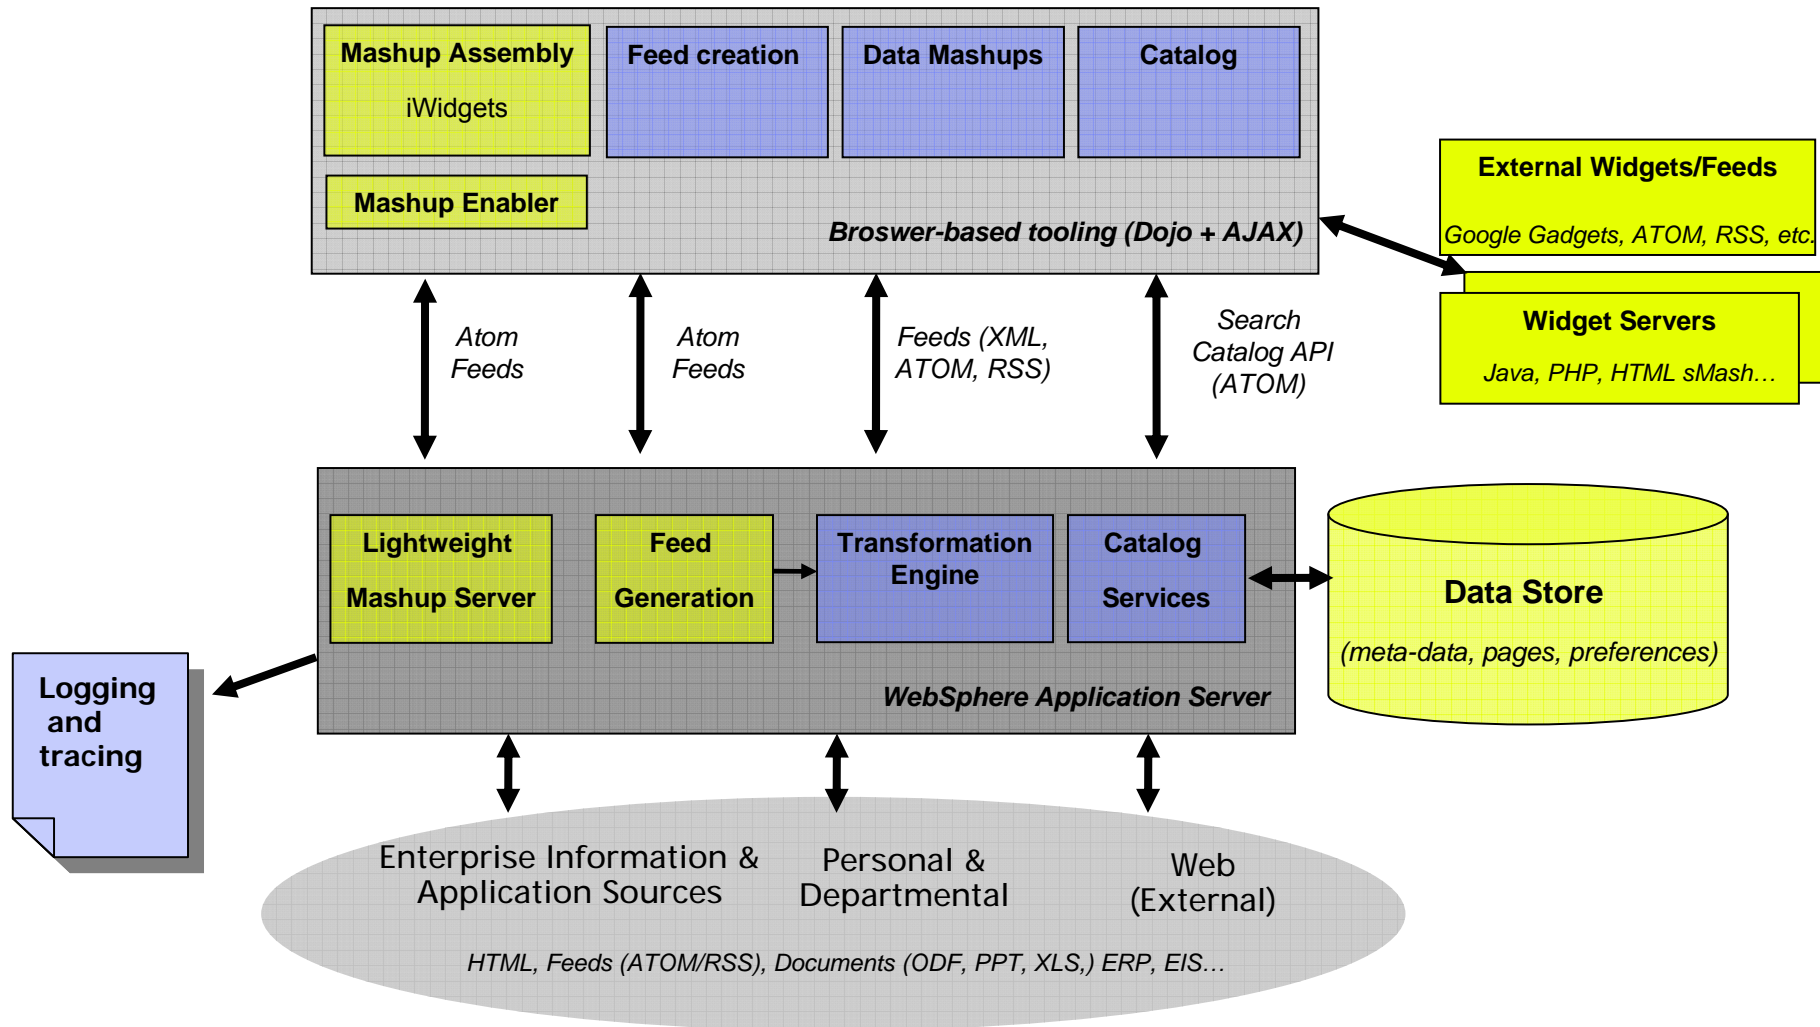 Mashup Assembly
iWidgets
Feed creation
Data Mashups
Catalog
Mashup Enabler
Broswer-based tooling (Dojo + AJAX)
External Widgets/Feeds
Google Gadgets, ATOM, RSS, etc.
Widget Servers
Java, PHP, HTML sMash…
Atom
Feeds
Atom
Feeds
Feeds (XML,
ATOM, RSS)
Search
Catalog API
(ATOM)
Lightweight
Mashup Server
Feed
Generation
Transformation
Engine
Catalog
Services
WebSphere Application Server
Data Store
(meta-data, pages, preferences)
Logging
and
tracing
Enterprise Information &
Application Sources
Personal &
Departmental
Web
(External)
HTML, Feeds (ATOM/RSS), Documents (ODF, PPT, XLS,) ERP, EIS…